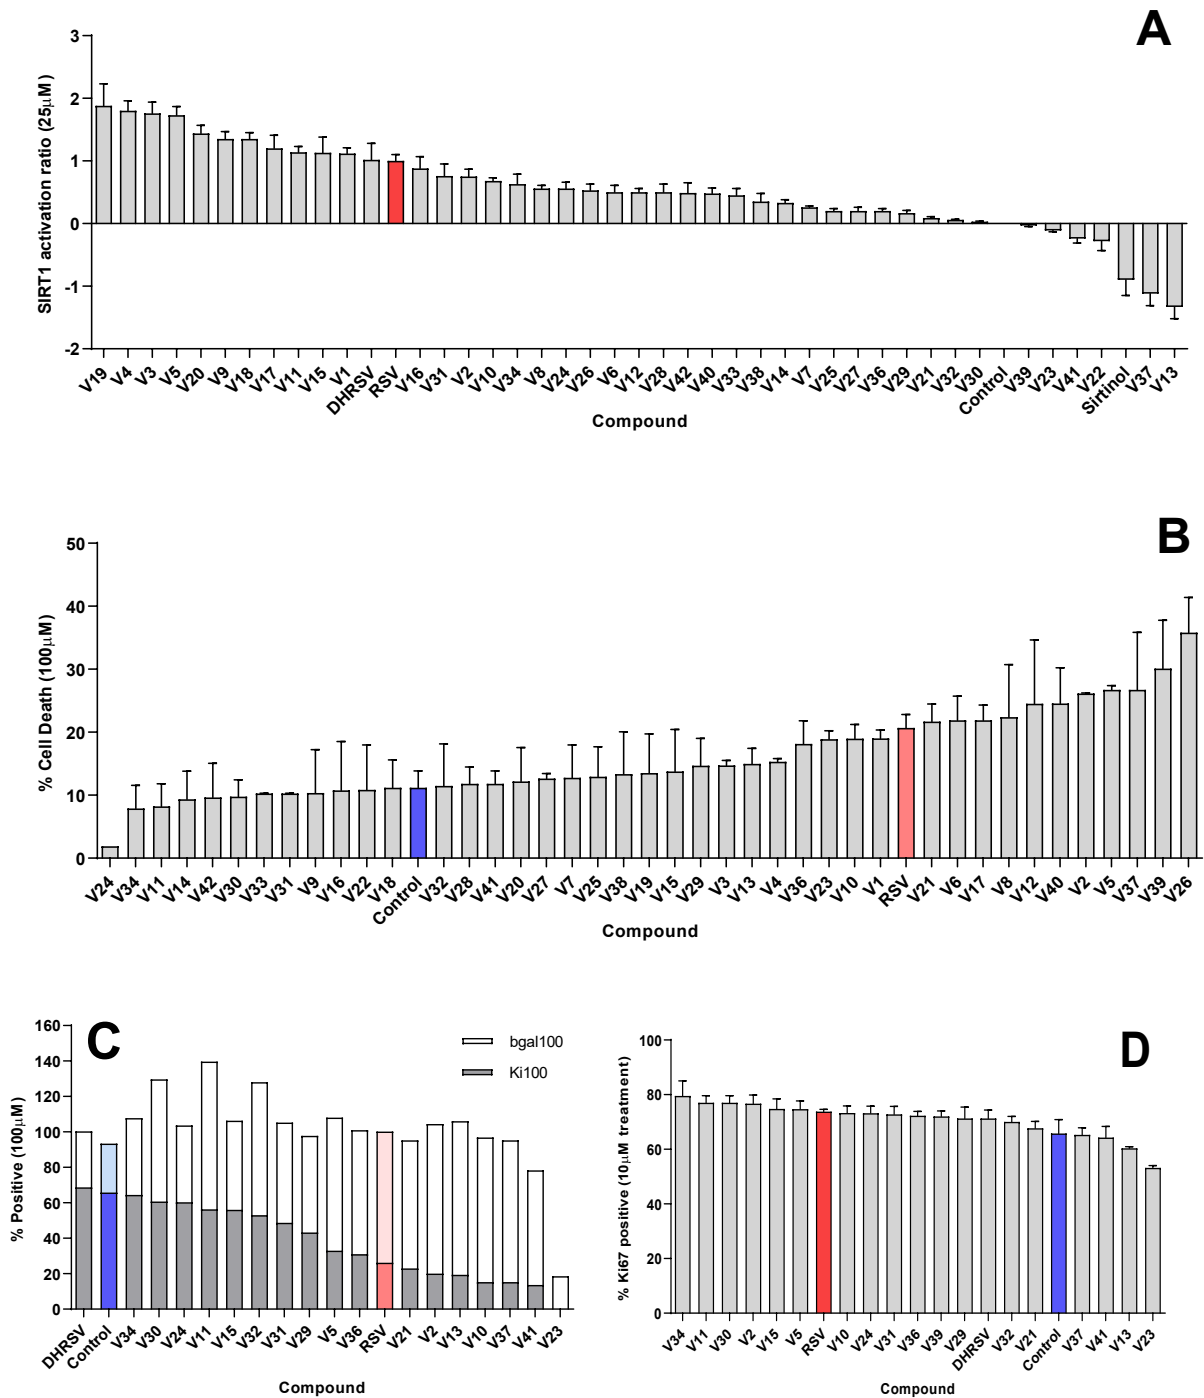 A
SIRT1 activation ratio (25μM)
3
2
1
0
-1
-2
V19 V4 V3 V5 V20 V9 V18 V17 V11 V15 V1 DHRSV RSV V16 V31 V2 V10 V34 V8 V24 V26 V6 V12 V28 V42 V40 V33 V38 V14 V7 V25 V27 V36 V29 V21 V32 V30 Control V39 V23 V41 V22 Sirtinol V37 V13
Compound
B
% Cell Death (100μM)
50
40
30
20
10
0
V24 V34 V11 V14 V42 V30 V33 V31 V9 V16 V22 V18 Control V32 V28 V41 V20 V27 V7 V25 V38 V19 V15 V29 V3 V13 V4 V36 V23 V10 V1 RSV V21 V6 V17 V8 V12 V40 V2 V5 V37 V39 V26
Compound
C
% Positive (100μM)
160
140
120
100
80
60
40
20
0
bgal100
Ki100
DHRSV Control V34 V30 V24 V11 V15 V32 V31 V29 V5 V36 RSV V21 V2 V13 V10 V37 V41 V23
Compound
D
% Ki67 positive (10μM treatment)
100
80
60
40
20
0
V34 V11 V30 V2 V15 V5 RSV V10 V24 V31 V36 V39 V29 DHRSV V32 V21 Control V37 V41 V13 V23
Compound